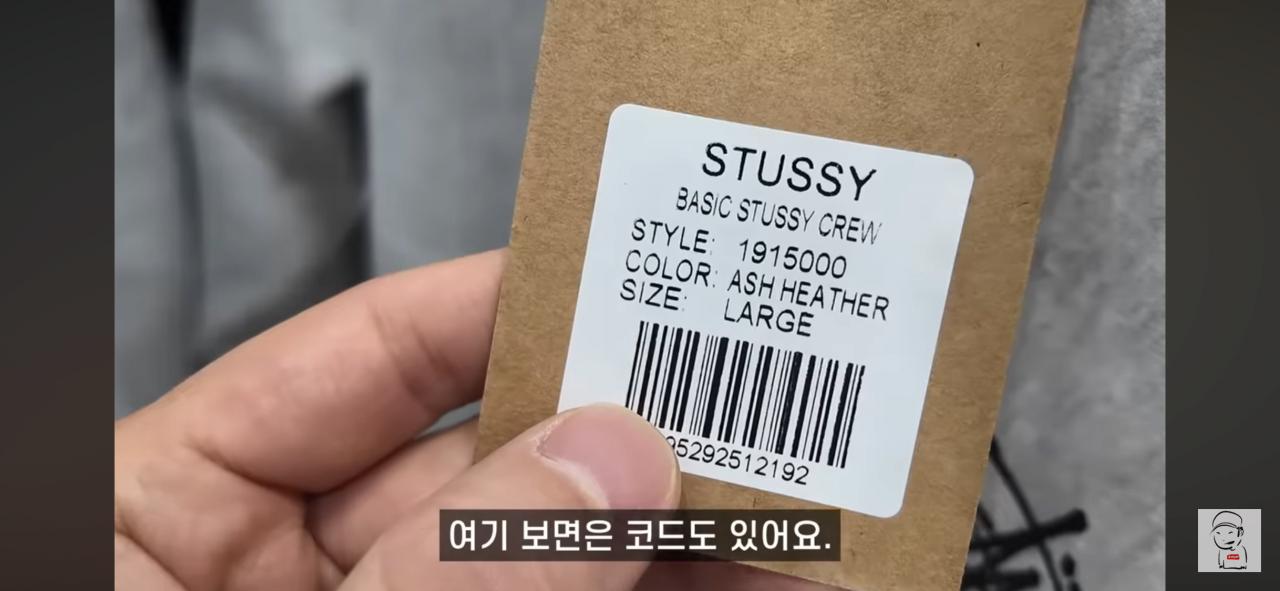 STUSSY
BASIC STUSSY CREW
STYLE: 1915000
COLOR: ASH HEATHER
SIZE: LARGE
95292512192
여기 보면은 코드도 있어요.